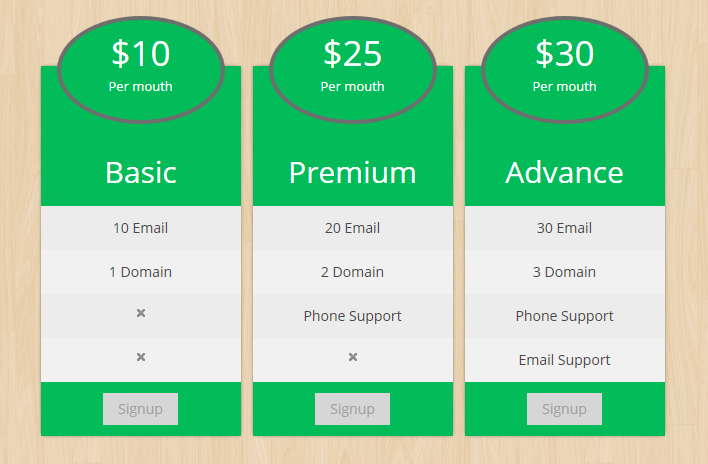 $10
Per mouth
Basic
10 Email
1 Domain
Signup
$25
Per mouth
Premium
20 Email
2 Domain
Phone Support
Signup
$30
Per mouth
Advance
30 Email
3 Domain
Phone Support
Email Support
Signup